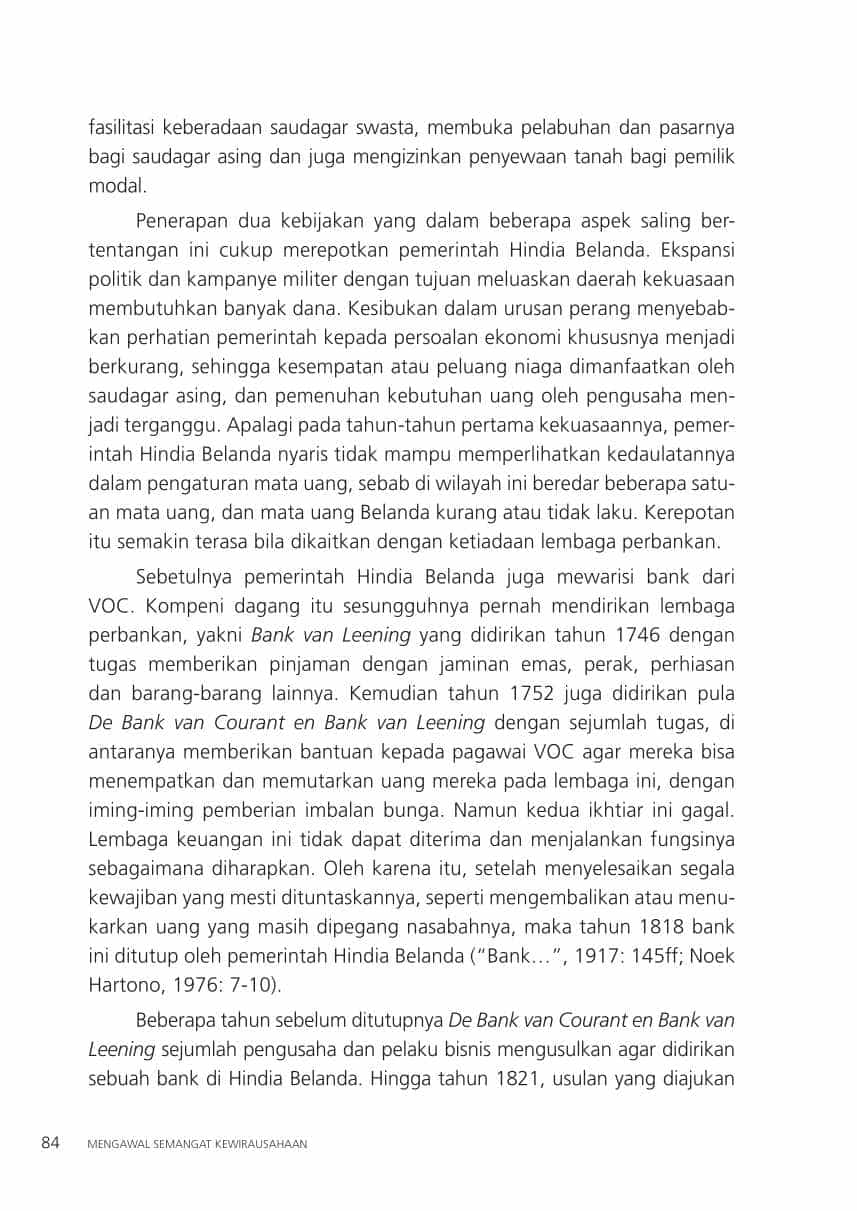 fasilitasi keberadaan saudagar swasta, membuka pelabuhan dan pasarnya
bagi saudagar asing dan juga mengizinkan penyewaan tanah bagi pemilik
modal.
Penerapan dua kebijakan yang dalam beberapa aspek saling ber-
tentangan ini cukup merepotkan pemerintah Hindia Belanda. Ekspansi
politik dan kampanye militer dengan tujuan meluaskan daerah kekuasaan
membutuhkan banyak dana. Kesibukan dalam urusan perang menyebab-
kan perhatian pemerintah kepada persoalan ekonomi khususnya menjadi
berkurang, sehingga kesempatan atau peluang niaga dimanfaatkan oleh
saudagar asing, dan pemenuhan kebutuhan uang oleh pengusaha men-
jadi terganggu. Apalagi pada tahun-tahun pertama kekuasaannya, pemer-
intah Hindia Belanda nyaris tidak mampu memperlihatkan kedaulatannya
dalam pengaturan mata uang, sebab di wilayah ini beredar beberapa satu-
an mata uang, dan mata uang Belanda kurang atau tidak laku. Kerepotan
itu semakin terasa bila dikaitkan dengan ketiadaan lembaga perbankan.
Sebetulnya pemerintah Hindia Belanda juga mewarisi bank dari
VOC. Kompeni dagang itu sesungguhnya pernah mendirikan lembaga
perbankan, yakni Bank van Leening yang didirikan tahun 1746 dengan
tugas memberikan pinjaman dengan jaminan emas, perak, perhiasan
dan barang-barang lainnya. Kemudian tahun 1752 juga didirikan pula
De Bank van Courant en Bank van Leening dengan sejumlah tugas, di
antaranya memberikan bantuan kepada pagawai VOC agar mereka bisa
menempatkan dan memutarkan uang mereka pada lembaga ini, dengan
iming-iming pemberian imbalan bunga. Namun kedua ikhtiar ini gagal.
Lembaga keuangan ini tidak dapat diterima dan menjalankan fungsinya
sebagaimana diharapkan. Oleh karena itu, setelah menyelesaikan segala
kewajiban yang mesti dituntaskannya, seperti mengembalikan atau menu-
karkan uang yang masih dipegang nasabahnya, maka tahun 1818 bank
ini ditutup oleh pemerintah Hindia Belanda (“Bank…”, 1917: 145ff; Noek
Hartono, 1976: 7-10).
Beberapa tahun sebelum ditutupnya De Bank van Courant en Bank van
Leening sejumlah pengusaha dan pelaku bisnis mengusulkan agar didirikan
sebuah bank di Hindia Belanda. Hingga tahun 1821, usulan yang diajukan
84 MENGAWAL SEMANGAT KEWIRAUSAHAAN